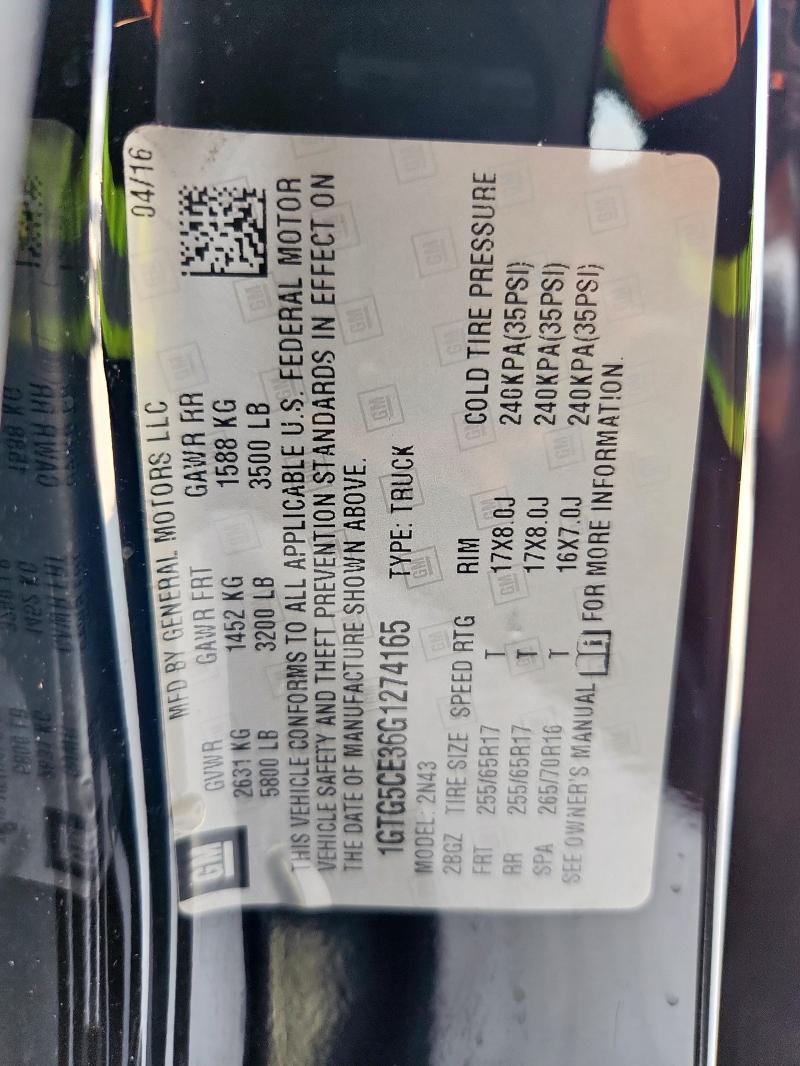 MFD BY GENERAL MOTORS LLC 04/16
GM
GVWR GAWR FRT GAWR RR
2631 KG 1452 KG 1588 KG
5800 LB 3200 LB 3500 LB
THIS VEHICLE CONFORMS TO ALL APPLICABLE U.S. FEDERAL MOTOR
VEHICLE SAFETY AND THEFT PREVENTION STANDARDS IN EFFECT ON
THE DATE OF MANUFACTURE SHOWN ABOVE.
1GTG5CE36G1274165 TYPE: TRUCK
MODEL: 2N43
2BGZ TIRE SIZE SPEED RTG RIM COLD TIRE PRESSURE
FRT 255/65R17 T 17X8.0J 240KPA(35PSI)
RR 255/65R17 T 17X8.0J 240KPA(35PSI)
SPA 265/70R16 T 16X7.0J 240KPA(35PSI)
SEE OWNER'S MANUAL FOR MORE INFORMATION.